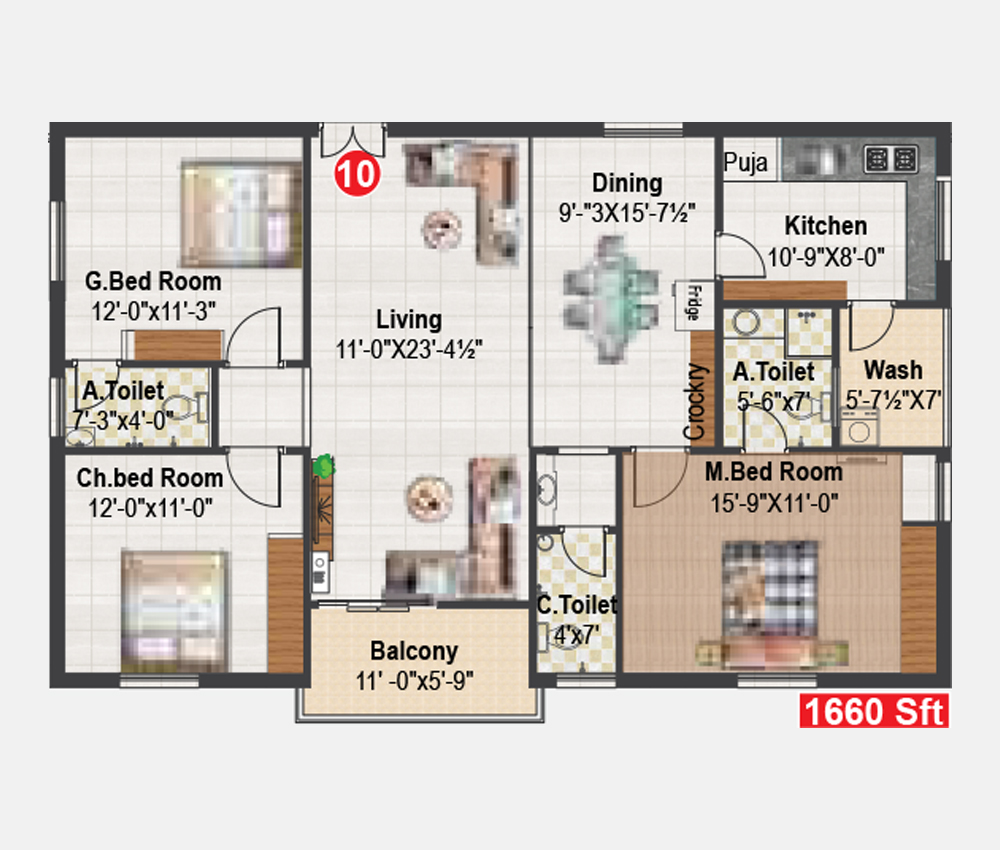 10
Puja
Dining
9'-"3X15'-7½"
Kitchen
10'-9"X8'-0"
G.Bed Room
12'-0"x11'-3"
Fridge
Living
11'-0"X23'-4½"
A.Toilet
7'-3"x4'-0"
Crockry
A.Toilet
5'-6"x7'
Wash
5'-7½"X7'
Ch.bed Room
12'-0"x11'-0"
M.Bed Room
15'-9"X11'-0"
C.Toilet
4'x7'
Balcony
11' -0"x5'-9"
1660 Sft